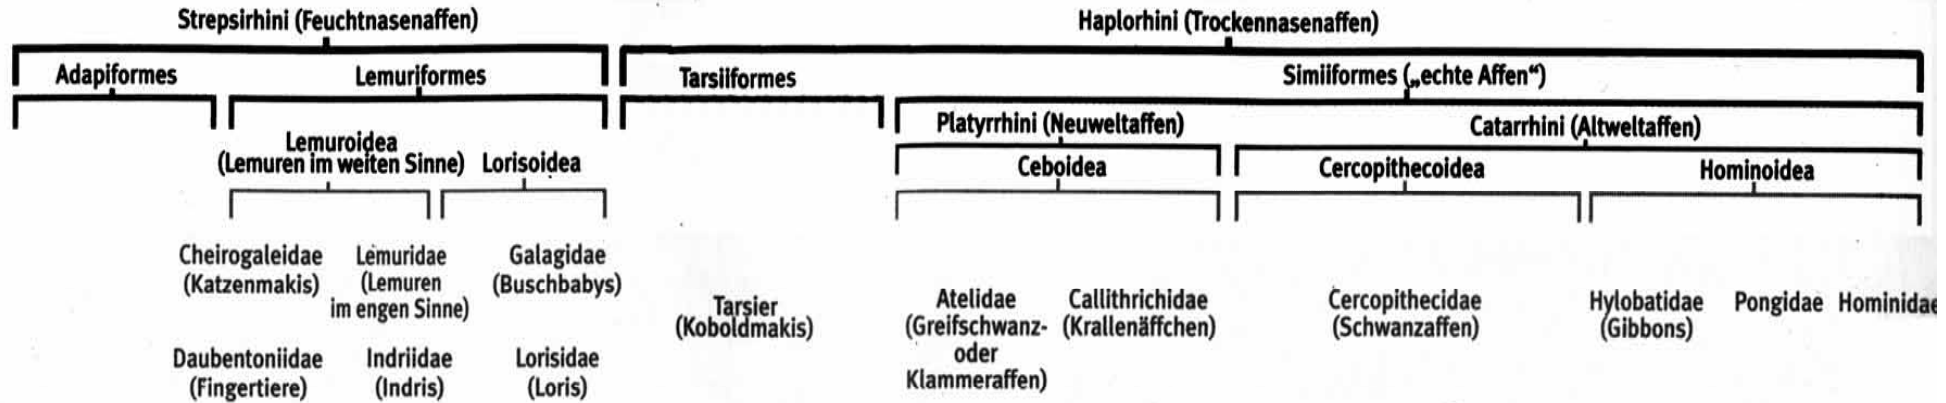 Strepsirhini (Feuchtnasenaffen)
Haplorhini (Trockennasenaffen)
Adapiformes
Lemuriformes
Tarsiiformes
Simiiformes („echte Affen“)
Lemuroidea
(Lemuren im weiten Sinne)
Lorisoidea
Platyrrhini (Neuweltaffen)
Catarrhini (Altweltaffen)
Ceboidea
Cercopithecoidea
Hominoidea
Cheirogaleidae
(Katzenmakis)
Lemuridae
(Lemuren
im engen Sinne)
Galagidae
(Buschbabys)
Tarsier
(Koboldmakis)
Atelidae
(Greifschwanz-
oder
Klammeraffen)
Callithrichidae
(Krallenäffchen)
Cercopithecidae
(Schwanzaffen)
Hylobatidae
(Gibbons)
Pongidae
Hominidae
Daubentoniidae
(Fingertiere)
Indriidae
(Indris)
Lorisidae
(Loris)